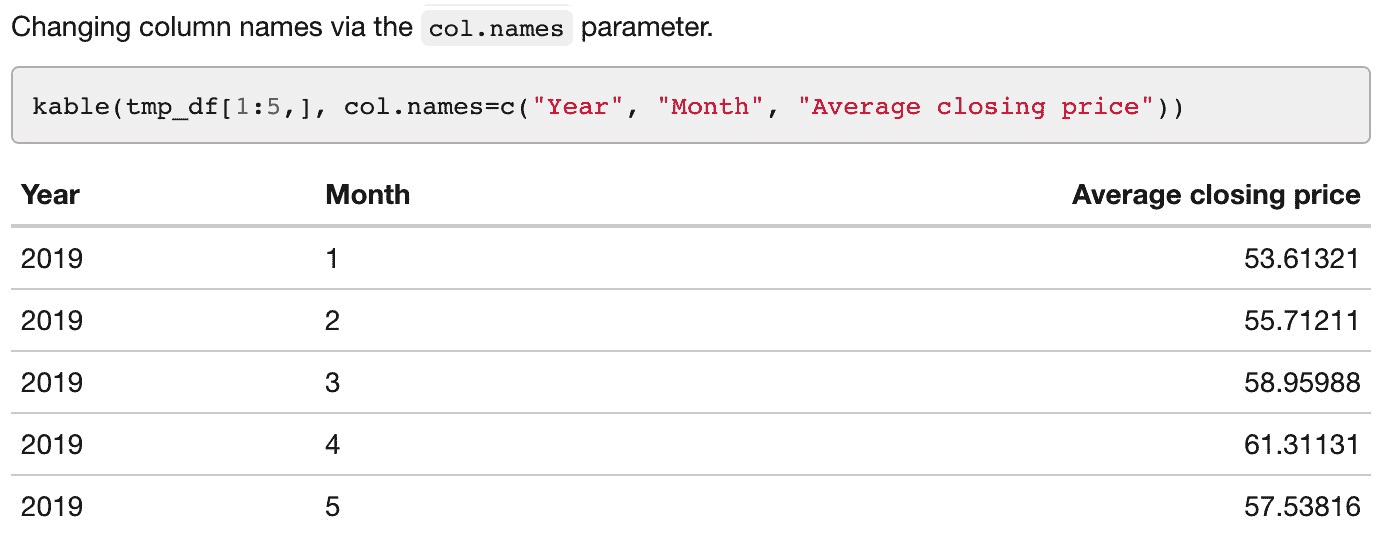 Changing column names via the col.names parameter.
kable(tmp_df[1:5,], col.names=c("Year", "Month", "Average closing price"))
Year Month Average closing price
2019 1 53.61321
2019 2 55.71211
2019 3 58.95988
2019 4 61.31131
2019 5 57.53816